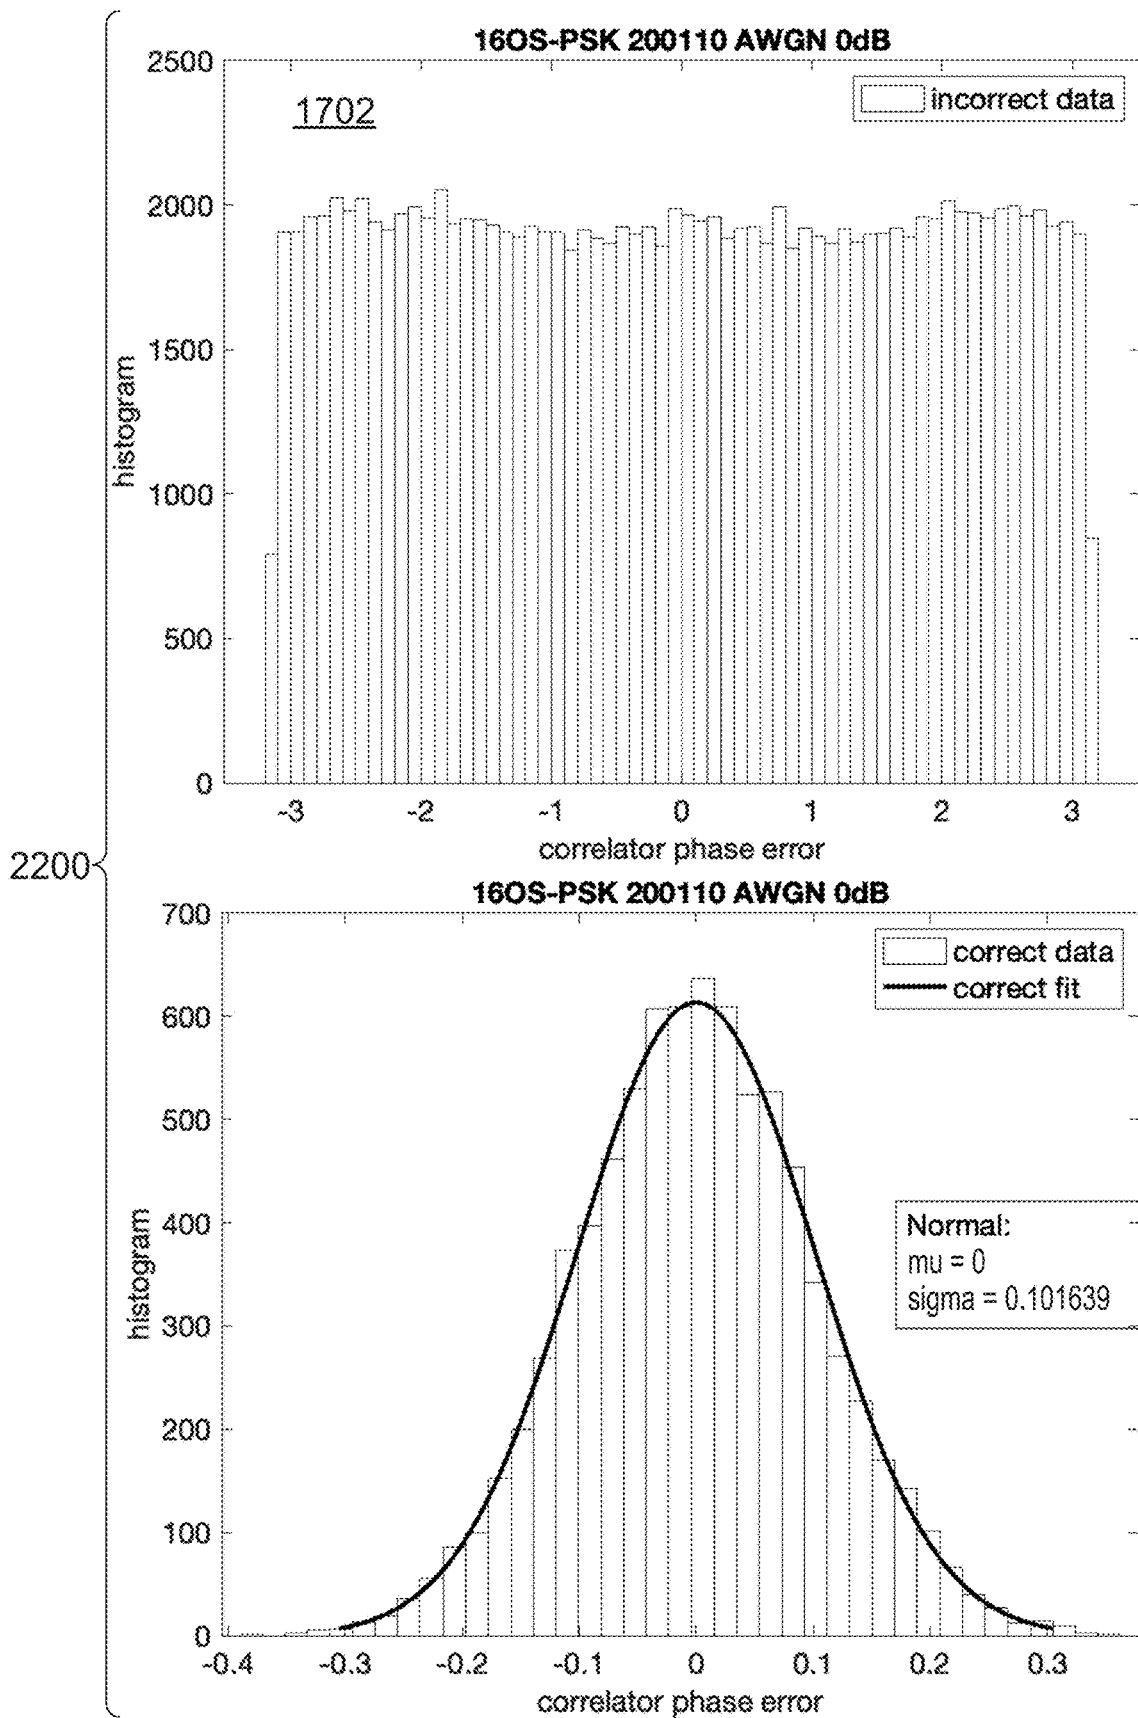 16OS-PSK 200110 AWGN 0dB
2500
2000
1500
1000
500
0
histogram
1702
incorrect data
-3 -2 -1 0 1 2 3
correlator phase error
2200
16OS-PSK 200110 AWGN 0dB
700
600
500
400
300
200
100
0
histogram
correct data
correct fit
Normal:
mu = 0
sigma = 0.101639
-0.4 -0.3 -0.2 -0.1 0 0.1 0.2 0.3
correlator phase error